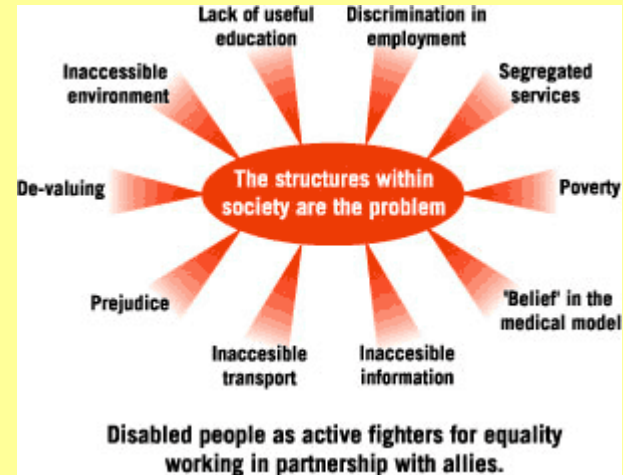 Lack of useful
education
Discrimination in
employment
Inaccessible
environment
Segregated
services
De-valuing
The structures within
society are the problem
Poverty
Prejudice
'Belief' in the
medical model
Inaccesible
transport
Inaccesible
information
Disabled people as active fighters for equality
working in partnership with allies.